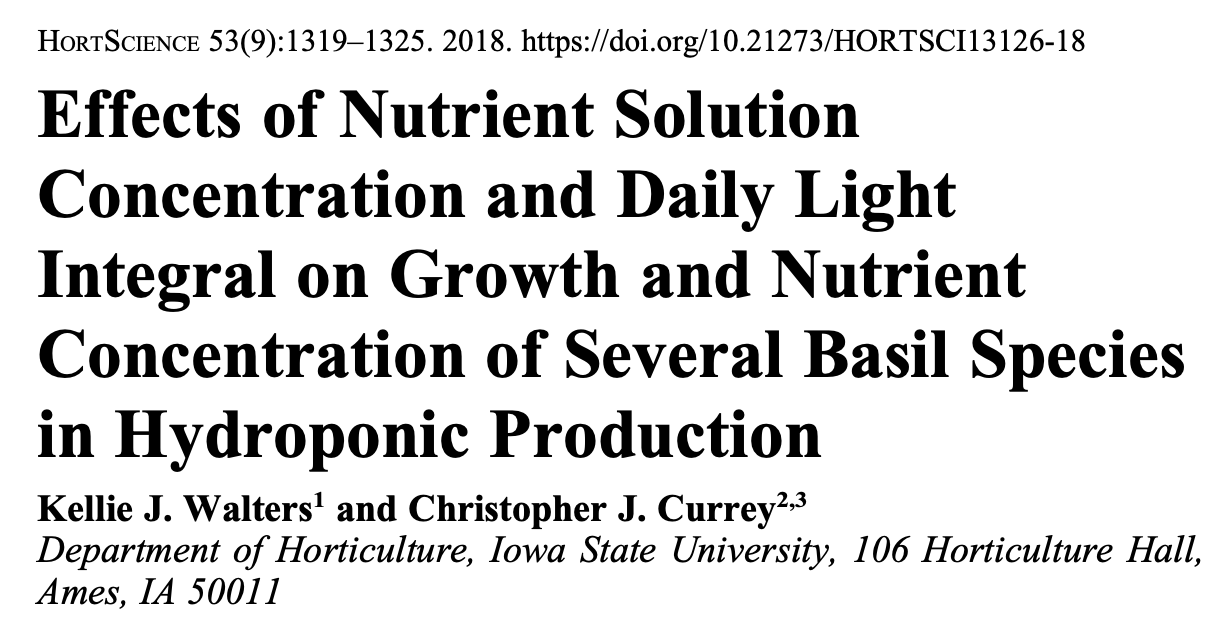 HORTSCIENCE 53(9):1319–1325. 2018. https://doi.org/10.21273/HORTSCI13126-18
Effects of Nutrient Solution
Concentration and Daily Light
Integral on Growth and Nutrient
Concentration of Several Basil Species
in Hydroponic Production
Kellie J. Walters¹ and Christopher J. Currey²,³
Department of Horticulture, Iowa State University, 106 Horticulture Hall,
Ames, IA 50011